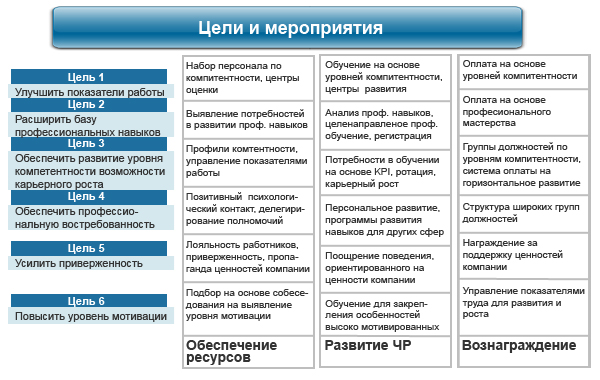 Цели и мероприятия
Цель 1
Улучшить показатели работы
Цель 2
Расширить базу
профессиональных навыков
Цель 3
Обеспечить развитие уровня
компетентности возможности
карьерного роста
Цель 4
Обеспечить профессио-
нальную востребованность
Цель 5
Усилить приверженность
Цель 6
Повысить уровень мотивации
Набор персонала по
компитентности, центры
оценки
Выявление потребностей
в развитии проф. навыков
Профили комтентности,
управление показателями
работы
Позитивный психологи-
ческий контакт, делегири-
рование полномочий
Лояльность работников,
приверженность, пропа-
ганда ценностей компании
Подбор на основе собесе-
дования на выявление
уровня мотивации
Обеспечение
ресурсов
Обучение на основе
уровней компитентности,
центры развития
Анализ проф. навыков,
целенаправленое проф.
обучение, регистрация
Потребности в обучении
на основе KPI, ротация,
карьерный рост
Персональное развитие,
программы развития
навыков для других сфер
Поощрение поведения,
ориентированного на
ценности компании
Обучение для закреп-
ления особенностей
высоко мотивированных
Развитие ЧР
Оплата на основе
уровней компитентности
Оплата на основе
професионального
мастерства
Группы должностей по
уровням компитентности,
система оплаты на
горизонтальное развитие
Структура широких групп
должностей
Награждение за
поддержку ценностей
компании
Управление показателями
труда для развития и
роста
Вознаграждение